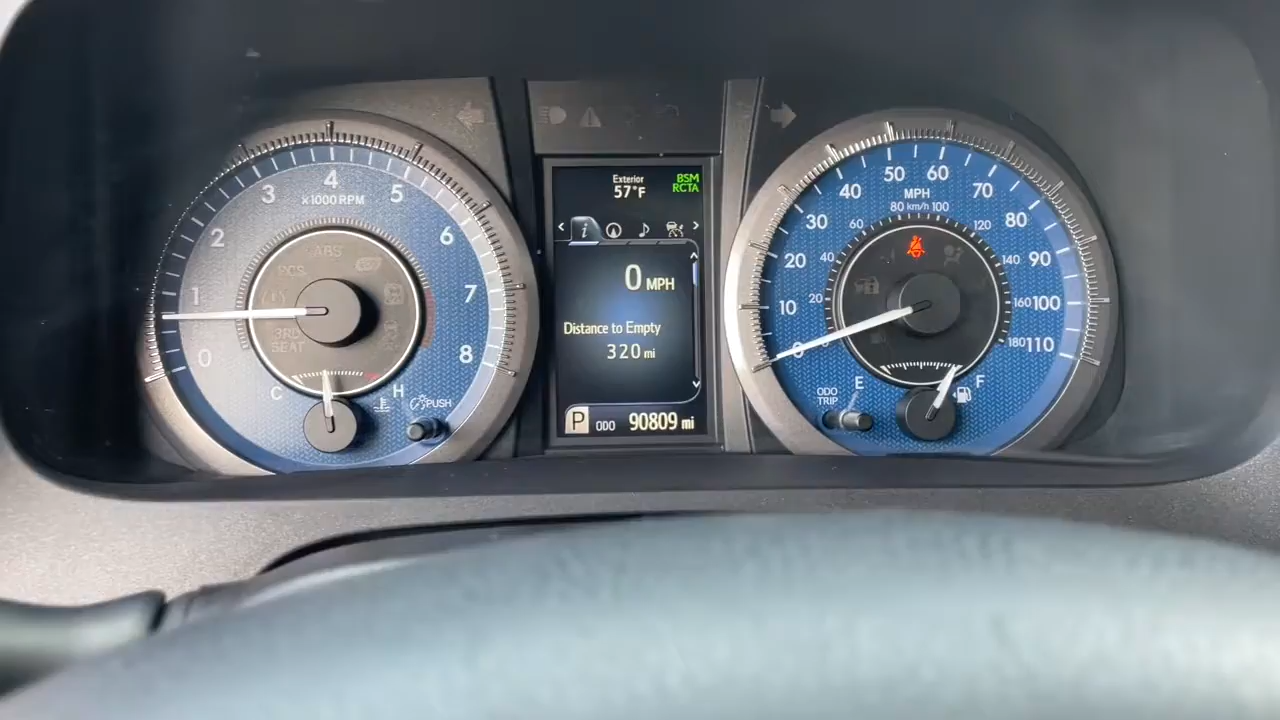 0
1
2
3
4
5
6
7
8
×1000 RPM
ABS
PCS
3RD
SEAT
C
H
PUSH
Exterior
57°F
BSM
RCTA
i
0 MPH
Distance to Empty
320 mi
P ODO 90809 mi
0
10
20
30
40
50
60
70
80
90
100
110
MPH
80 km/h 100
20
40
60
120
140
160
180
ODO
TRIP
E
F